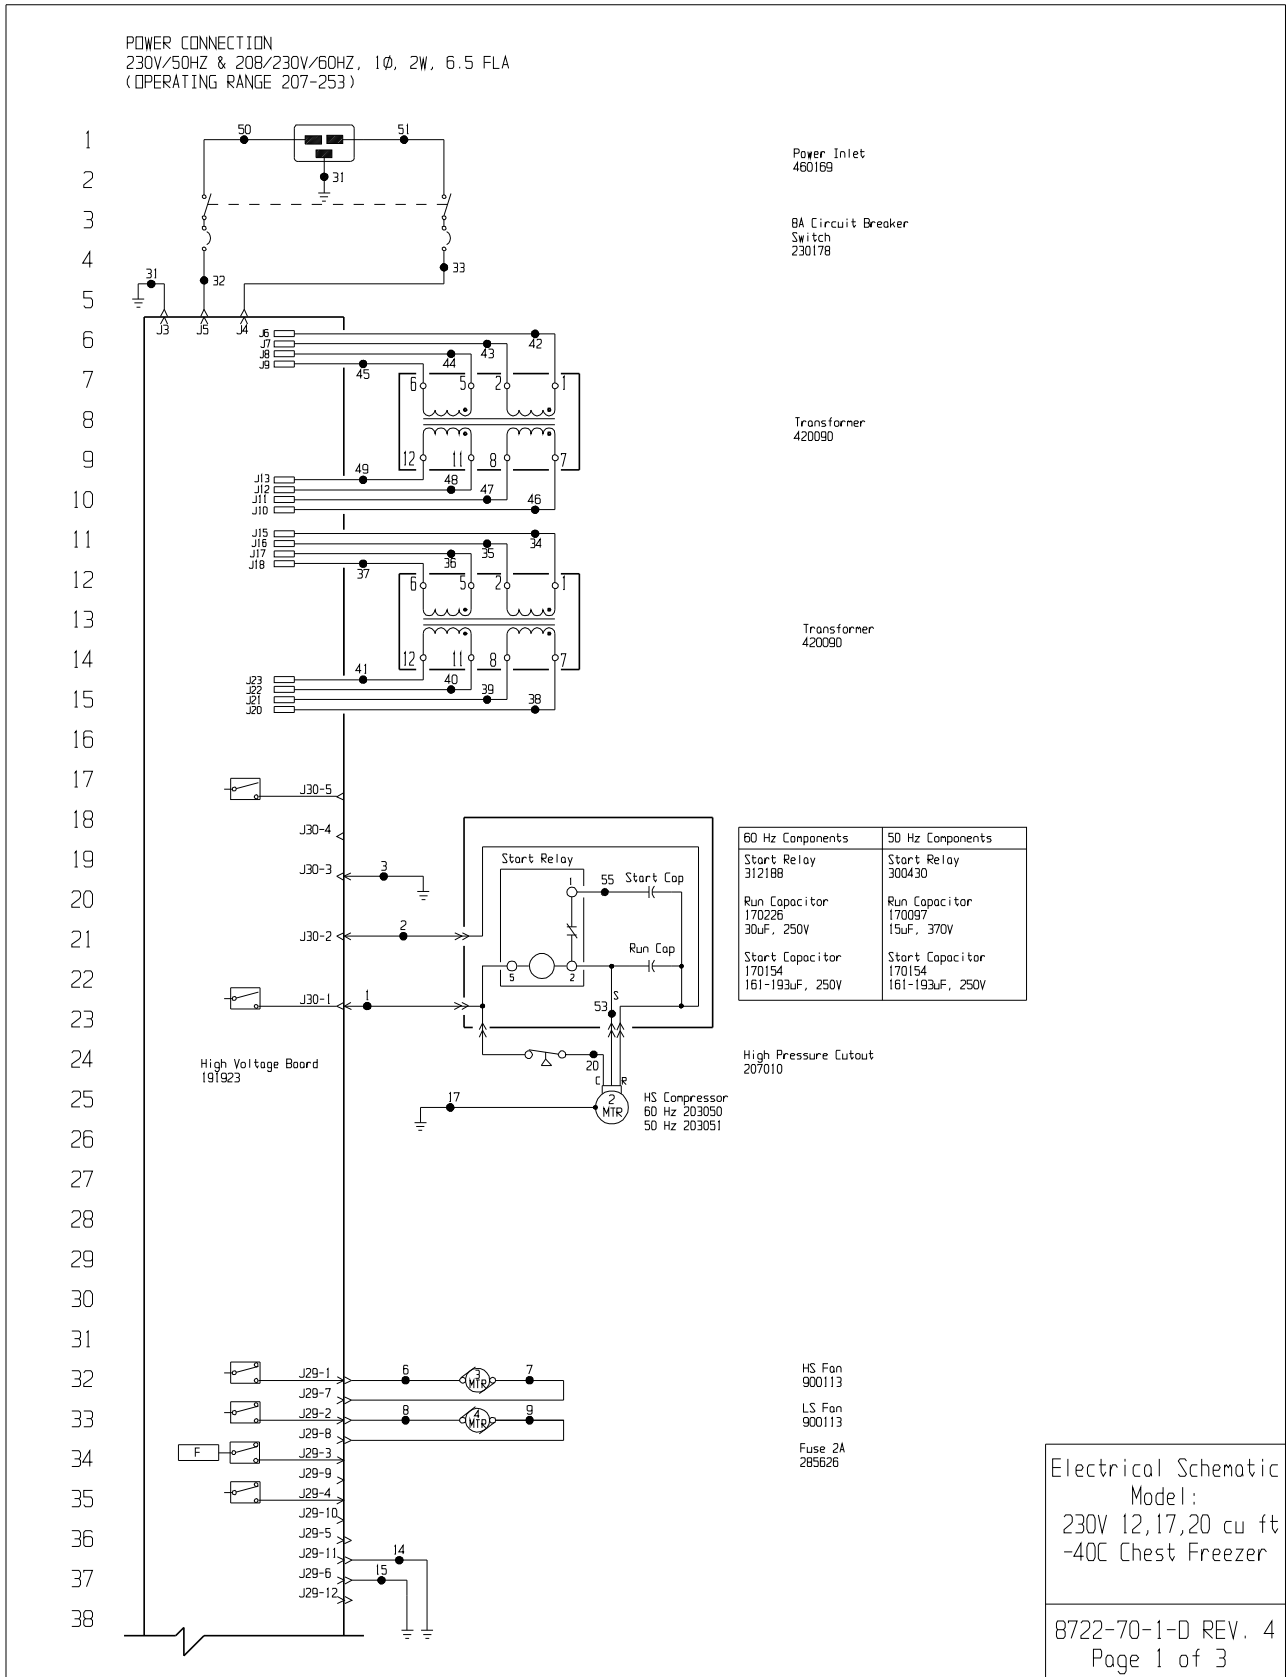 POWER CONNECTION
230V/50HZ & 208/230V/60HZ, 1Ø, 2W, 6.5 FLA
(OPERATING RANGE 207-253)
1
50
51
Power Inlet
460169
2
31
3
8A Circuit Breaker
Switch
230178
4
31
32
33
5
J3
J5
J4
6
J6
J7
J8
J9
42
43
44
45
7
6
5
2
1
8
Transformer
420090
9
12
11
8
7
J13
J12
J11
J10
49
48
47
46
10
11
J15
J16
J17
J18
34
35
36
37
12
6
5
2
1
13
Transformer
420090
14
12
11
8
7
J23
J22
J21
J20
41
40
39
38
15
16
17
J30-5
18
J30-4
19
J30-3
3
20
Start Relay
1
55
Start Cap
21
J30-2
2
Run Cap
5
2
22
J30-1
1
S
53
23
60 Hz Components
50 Hz Components
Start Relay
312188
Start Relay
300430
Run Capacitor
170226
30uF, 250V
Run Capacitor
170097
15uF, 370V
Start Capacitor
170154
161-193uF, 250V
Start Capacitor
170154
161-193uF, 250V
24
High Voltage Board
191923
20
C
R
High Pressure Cutout
207010
25
17
2
MTR
HS Compressor
60 Hz 203050
50 Hz 203051
26
27
28
29
30
31
32
J29-1
6
3
MTR
7
HS Fan
900113
J29-7
33
J29-2
8
4
MTR
9
LS Fan
900113
J29-8
34
F
J29-3
Fuse 2A
285626
J29-9
35
J29-4
J29-10
36
J29-5
J29-11
14
37
J29-6
15
J29-12
38
Electrical Schematic
Model:
230V 12,17,20 cu ft
-40C Chest Freezer
8722-70-1-D REV. 4
Page 1 of 3